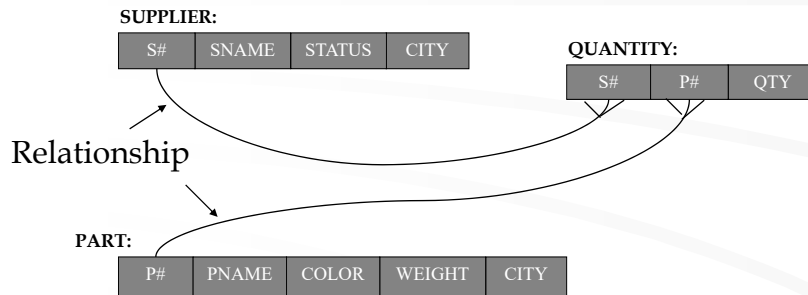 SUPPLIER:
S# SNAME STATUS CITY
QUANTITY:
S# P# QTY
Relationship
PART:
P# PNAME COLOR WEIGHT CITY